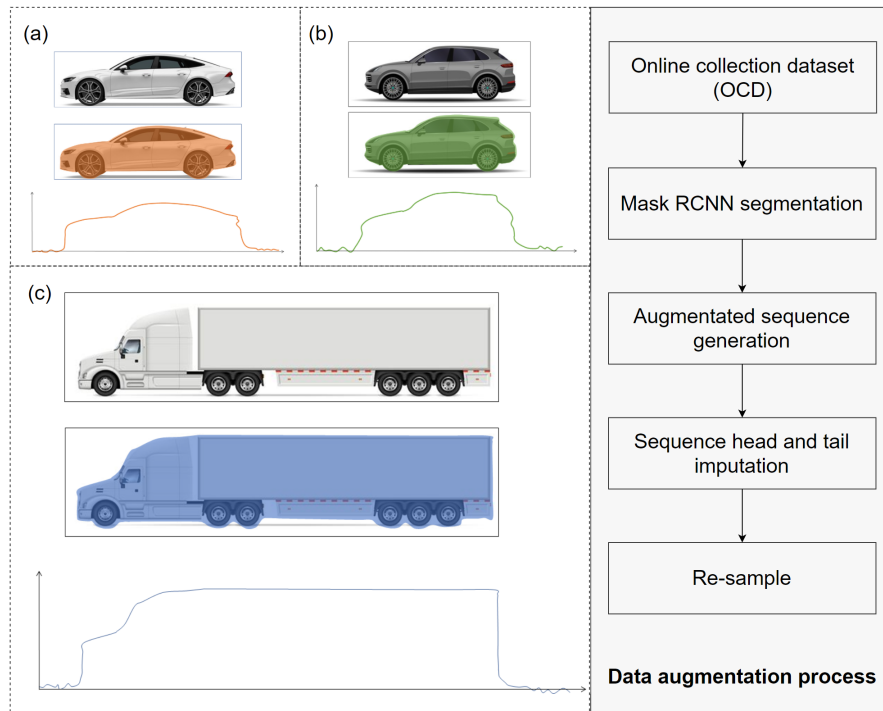 (a)
(b)
(c)
Online collection dataset
(OCD)
Mask RCNN segmentation
Augmented sequence
generation
Sequence head and tail
imputation
Re-sample
Data augmentation process